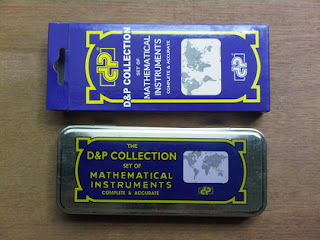 D&P
D&P COLLECTION
SET OF
MATHEMATICAL
INSTRUMENTS
COMPLETE & ACCURATE
D&P
THE
D&P COLLECTION
SET OF
MATHEMATICAL
INSTRUMENTS
COMPLETE & ACCURATE
D&P